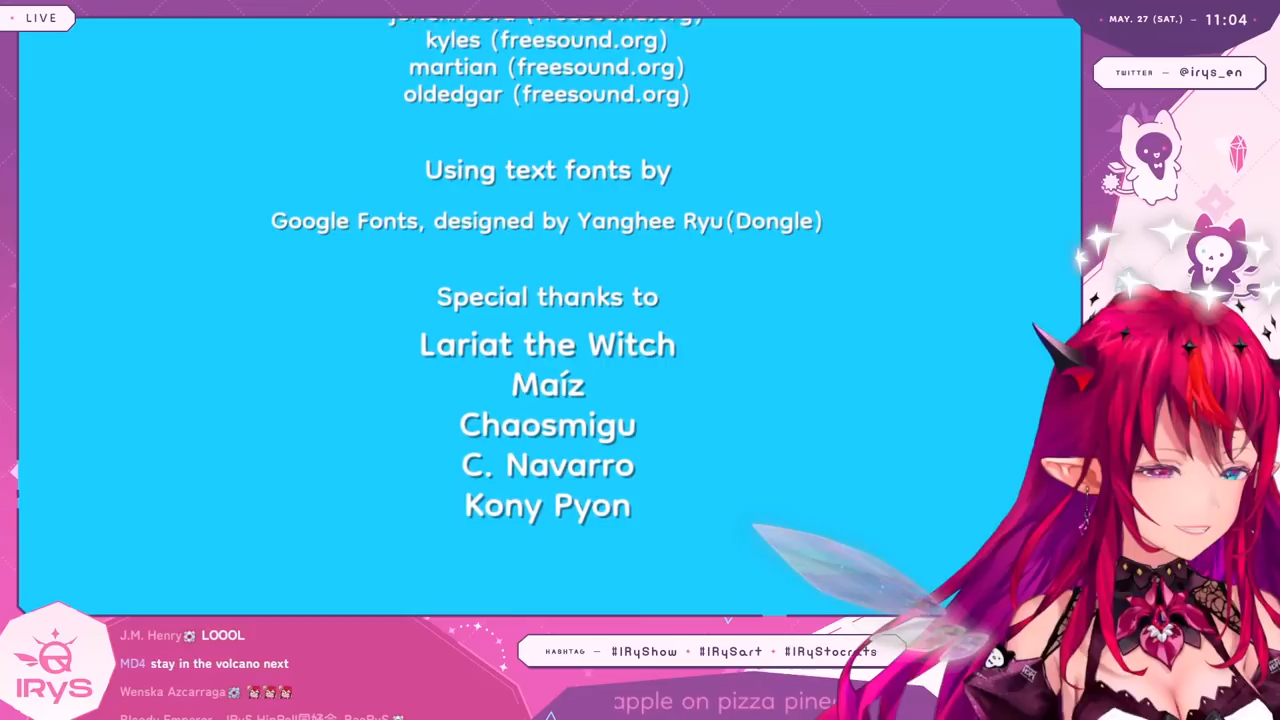 LIVE
MAY. 27 (SAT.) – 11:04
TWITTER – @irys_en
kyles (freesound.org)
martian (freesound.org)
oldedgar (freesound.org)
Using text fonts by
Google Fonts, designed by Yanghee Ryu(Dongle)
Special thanks to
Lariat the Witch
Maíz
Chaosmigu
C. Navarro
Kony Pyon
J.M. Henry LOOOL
MD4 stay in the volcano next
Wenska Azcarraga
HASHTAG – #IRyShow • #IRySart • #IRyStocrats
apple on pizza pine
IRyS